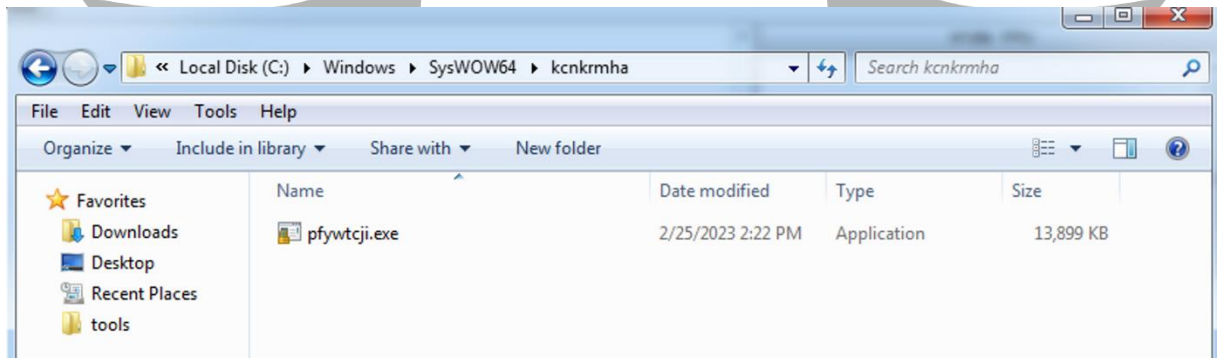 « Local Disk (C:) ▸ Windows ▸ SysWOW64 ▸ kcnkrmha
Search kcnkrmha
File Edit View Tools Help
Organize Include in library Share with New folder
Name Date modified Type Size
Favorites
Downloads
Desktop
Recent Places
tools
pfywtcji.exe 2/25/2023 2:22 PM Application 13,899 KB